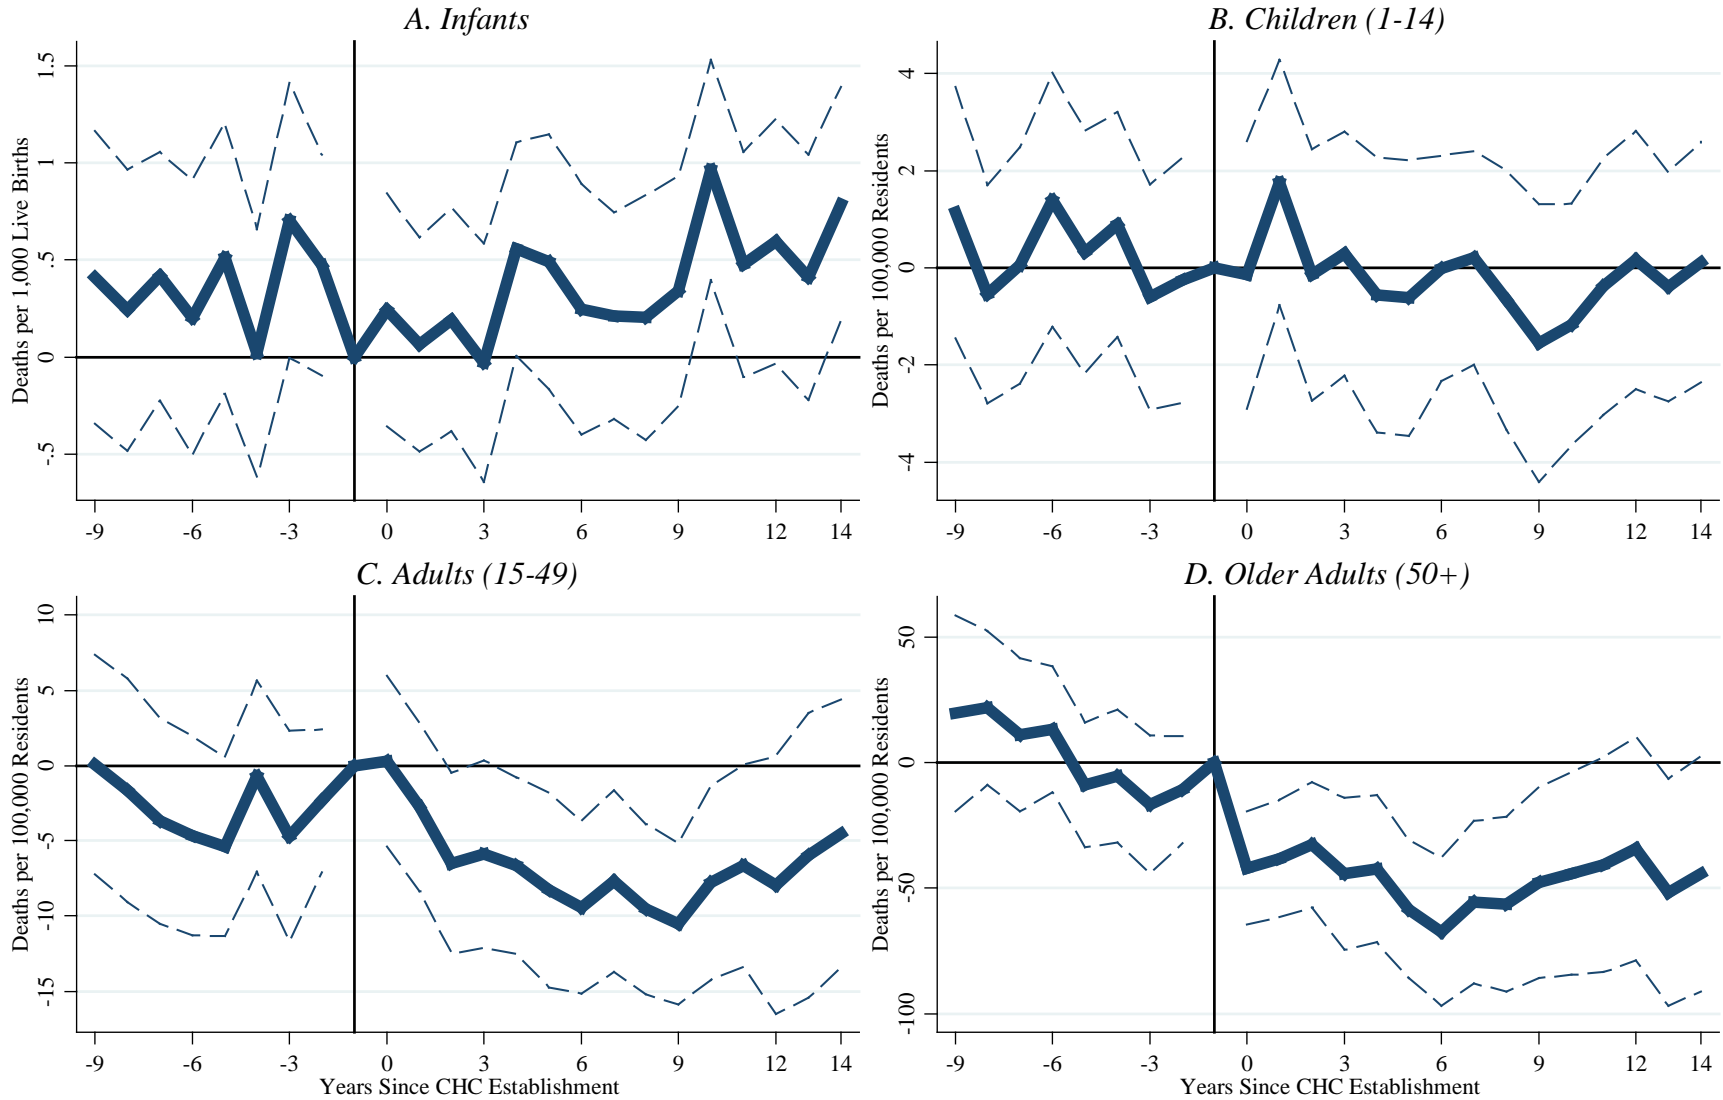 A. Infants
Deaths per 1,000 Live Births
1.5
1
.5
0
-.5
-9 -6 -3 0 3 6 9 12 14
B. Children (1-14)
Deaths per 100,000 Residents
4
2
0
-2
-4
-9 -6 -3 0 3 6 9 12 14
C. Adults (15-49)
Deaths per 100,000 Residents
10
5
0
-5
-10
-15
-9 -6 -3 0 3 6 9 12 14
Years Since CHC Establishment
D. Older Adults (50+)
Deaths per 100,000 Residents
50
0
-50
-100
-9 -6 -3 0 3 6 9 12 14
Years Since CHC Establishment